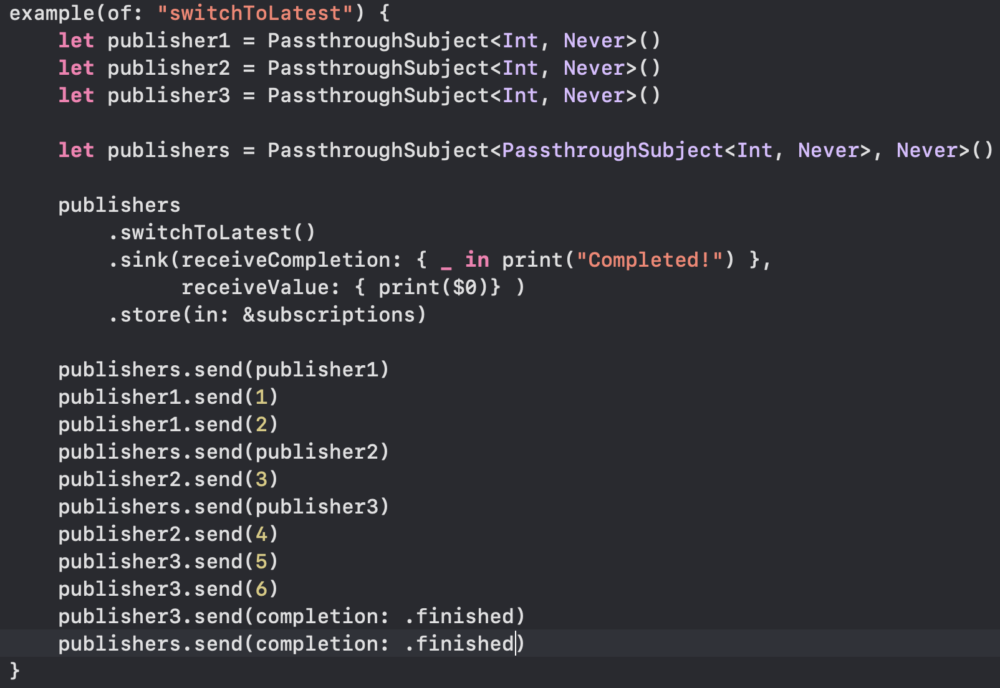 example(of: "switchToLatest") {
    let publisher1 = PassthroughSubject<Int, Never>()
    let publisher2 = PassthroughSubject<Int, Never>()
    let publisher3 = PassthroughSubject<Int, Never>()

    let publishers = PassthroughSubject<PassthroughSubject<Int, Never>, Never>()

    publishers
        .switchToLatest()
        .sink(receiveCompletion: { _ in print("Completed!") },
              receiveValue: { print($0)} )
        .store(in: &subscriptions)

    publishers.send(publisher1)
    publisher1.send(1)
    publisher1.send(2)
    publishers.send(publisher2)
    publisher2.send(3)
    publishers.send(publisher3)
    publisher2.send(4)
    publisher3.send(5)
    publisher3.send(6)
    publisher3.send(completion: .finished)
    publishers.send(completion: .finished)
}